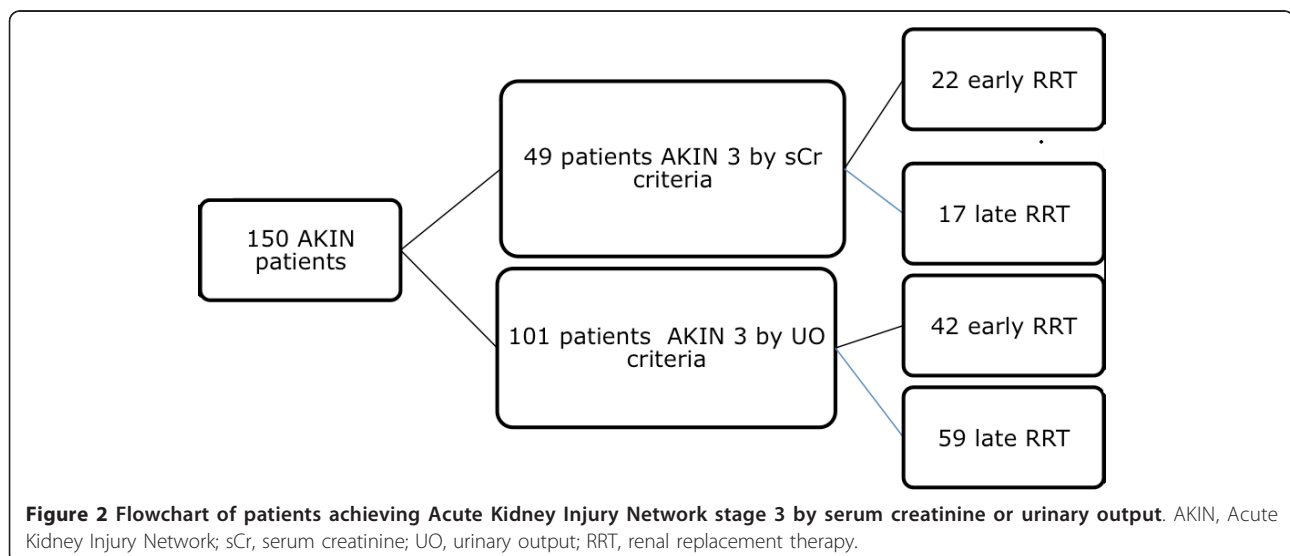 150 AKIN
patients
49 patients AKIN 3 by sCr
criteria
101 patients AKIN 3 by UO
criteria
22 early RRT
17 late RRT
42 early RRT
59 late RRT
Figure 2 Flowchart of patients achieving Acute Kidney Injury Network stage 3 by serum creatinine or urinary output. AKIN, Acute
Kidney Injury Network; sCr, serum creatinine; UO, urinary output; RRT, renal replacement therapy.